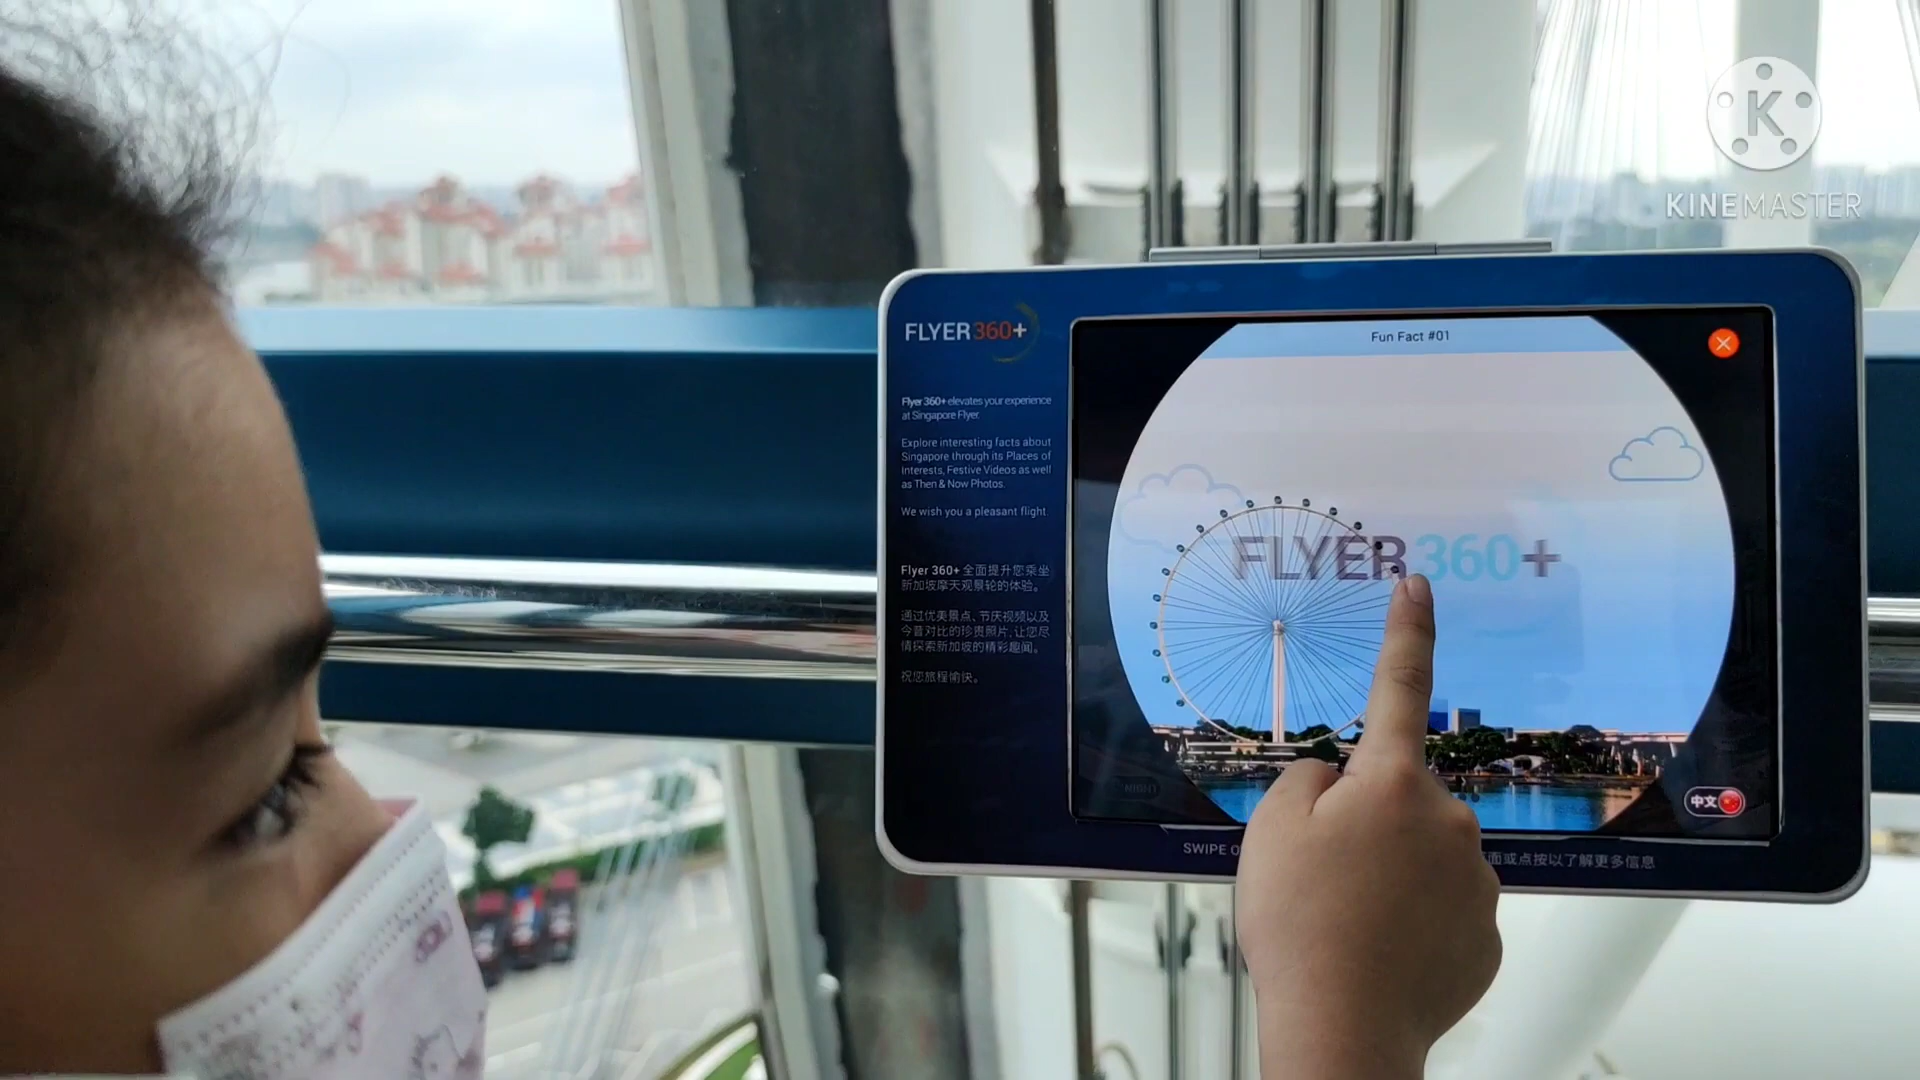 K
KINEMASTER
FLYER360+
Flyer 360+ elevates your experience
at Singapore Flyer.
Explore interesting facts about
Singapore through its Places of
Interests, Festive Videos as well
as Then & Now Photos.
We wish you a pleasant flight
Flyer 360+ 全面提升您乘坐
新加坡摩天观景轮的体验。
通过优美景点、节庆视频以及
今昔对比的珍贵照片,让您尽
情探索新加坡的精彩趣闻。
祝您旅程愉快。
Fun Fact #01
FLYER360+
NIGHT
中文
SWIPE
面或点按以了解更多信息